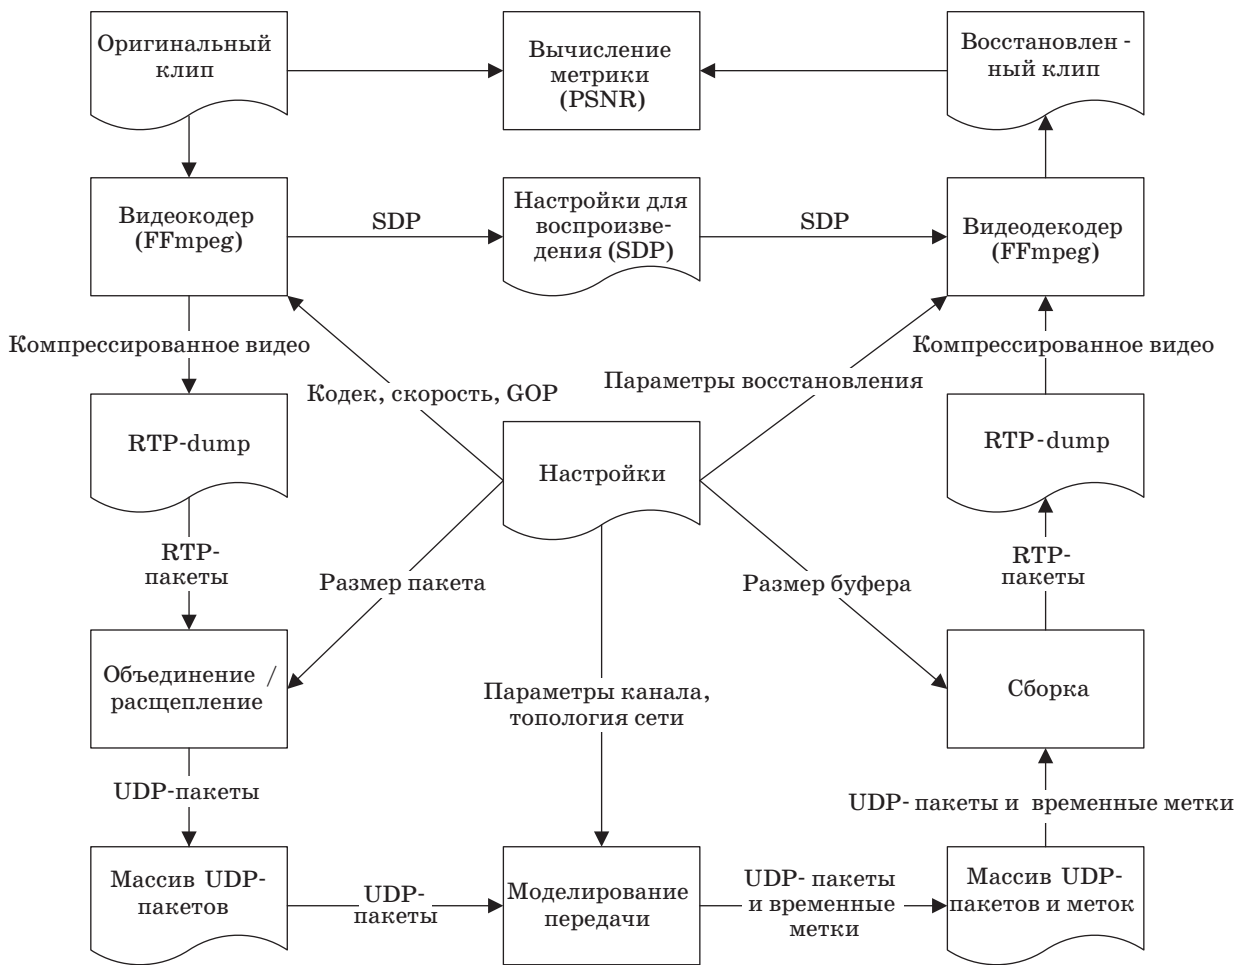 Оригинальный
клип
Вычисление
метрики
(PSNR)
Восстановлен -
ный клип
Видеокодер
(FFmpeg)
SDP
Настройки для
воспроизве-
дения (SDP)
SDP
Видеодекодер
(FFmpeg)
Компрессированное видео
Компрессированное видео
Кодек, скорость, GOP
Параметры восстановления
RTP-dump
Настройки
RTP-dump
RTP-
пакеты
Размер пакета
Размер буфера
RTP-
пакеты
Объединение /
расщепление
Параметры канала,
топология сети
Сборка
UDP-пакеты
UDP- пакеты и временные метки
Массив UDP-
пакетов
UDP-
пакеты
Моделирование
передачи
UDP- пакеты
и временные
метки
Массив UDP-
пакетов и меток